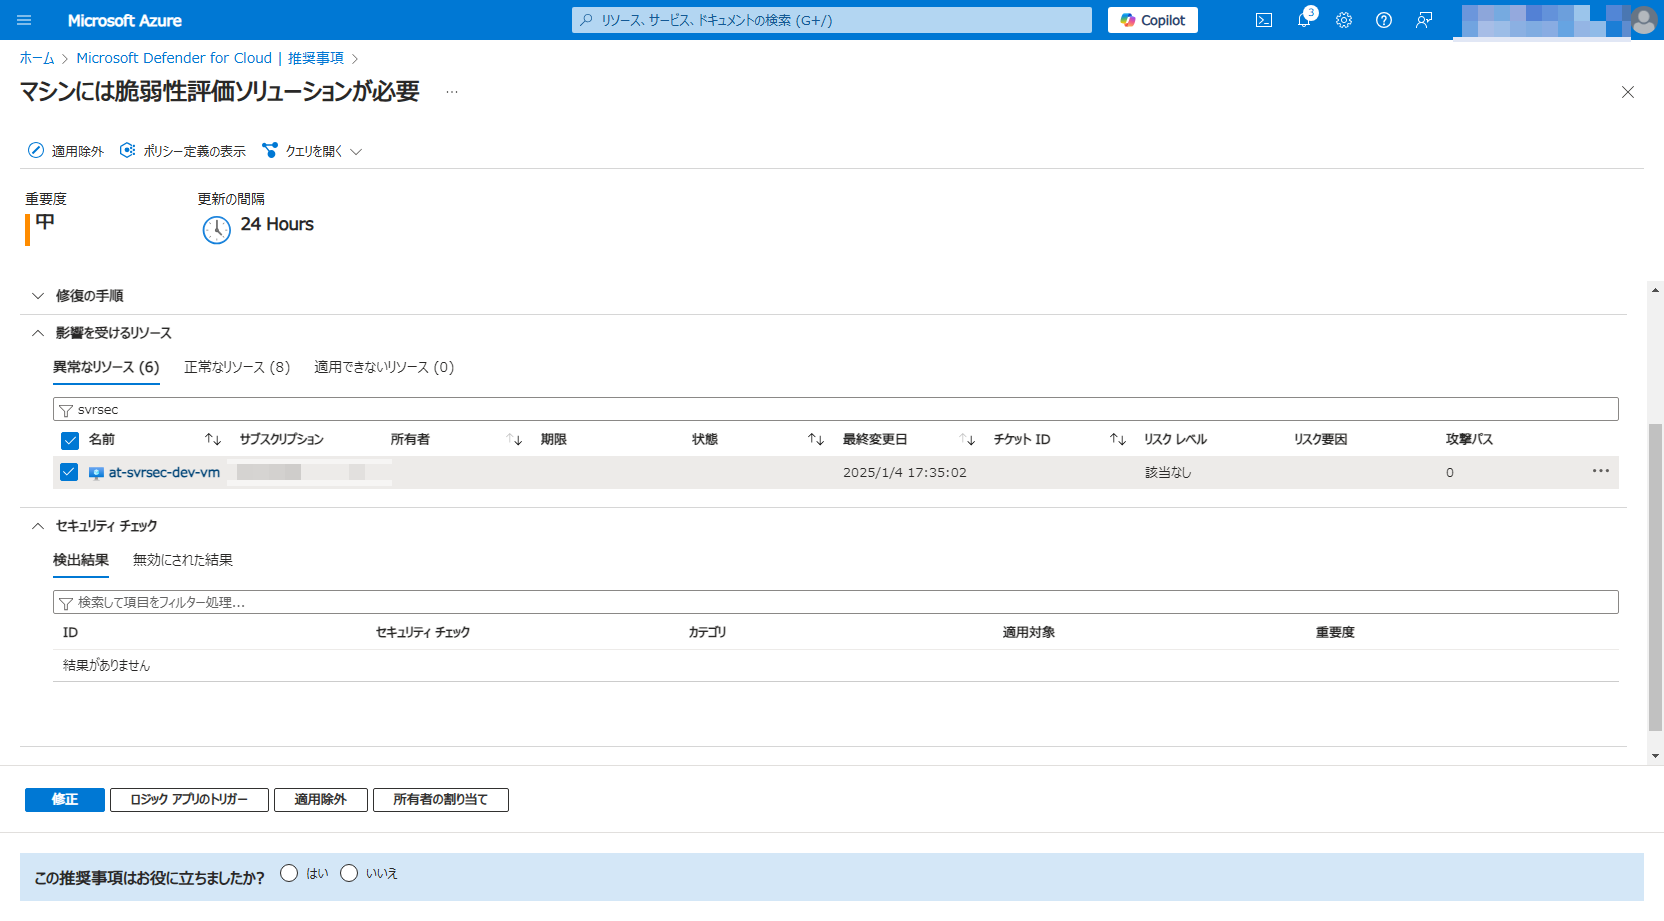 Microsoft Azure
リソース、サービス、ドキュメントの検索 (G+/)
Copilot
3
ホーム > Microsoft Defender for Cloud | 推奨事項 >
マシンには脆弱性評価ソリューションが必要 ...
適用除外 ポリシー定義の表示 クエリを開く
重要度 更新の間隔
中 24 Hours
修復の手順
影響を受けるリソース
異常なリソース (6) 正常なリソース (8) 適用できないリソース (0)
svrsec
名前 サブスクリプション 所有者 期限 状態 最終変更日 チケット ID リスク レベル リスク要因 攻撃パス
at-svrsec-dev-vm 2025/1/4 17:35:02 該当なし 0 ...
セキュリティ チェック
検出結果 無効にされた結果
検索して項目をフィルター処理...
ID セキュリティ チェック カテゴリ 適用対象 重要度
結果がありません
修正 ロジック アプリのトリガー 適用除外 所有者の割り当て
この推奨事項はお役に立ちましたか? はい いいえ